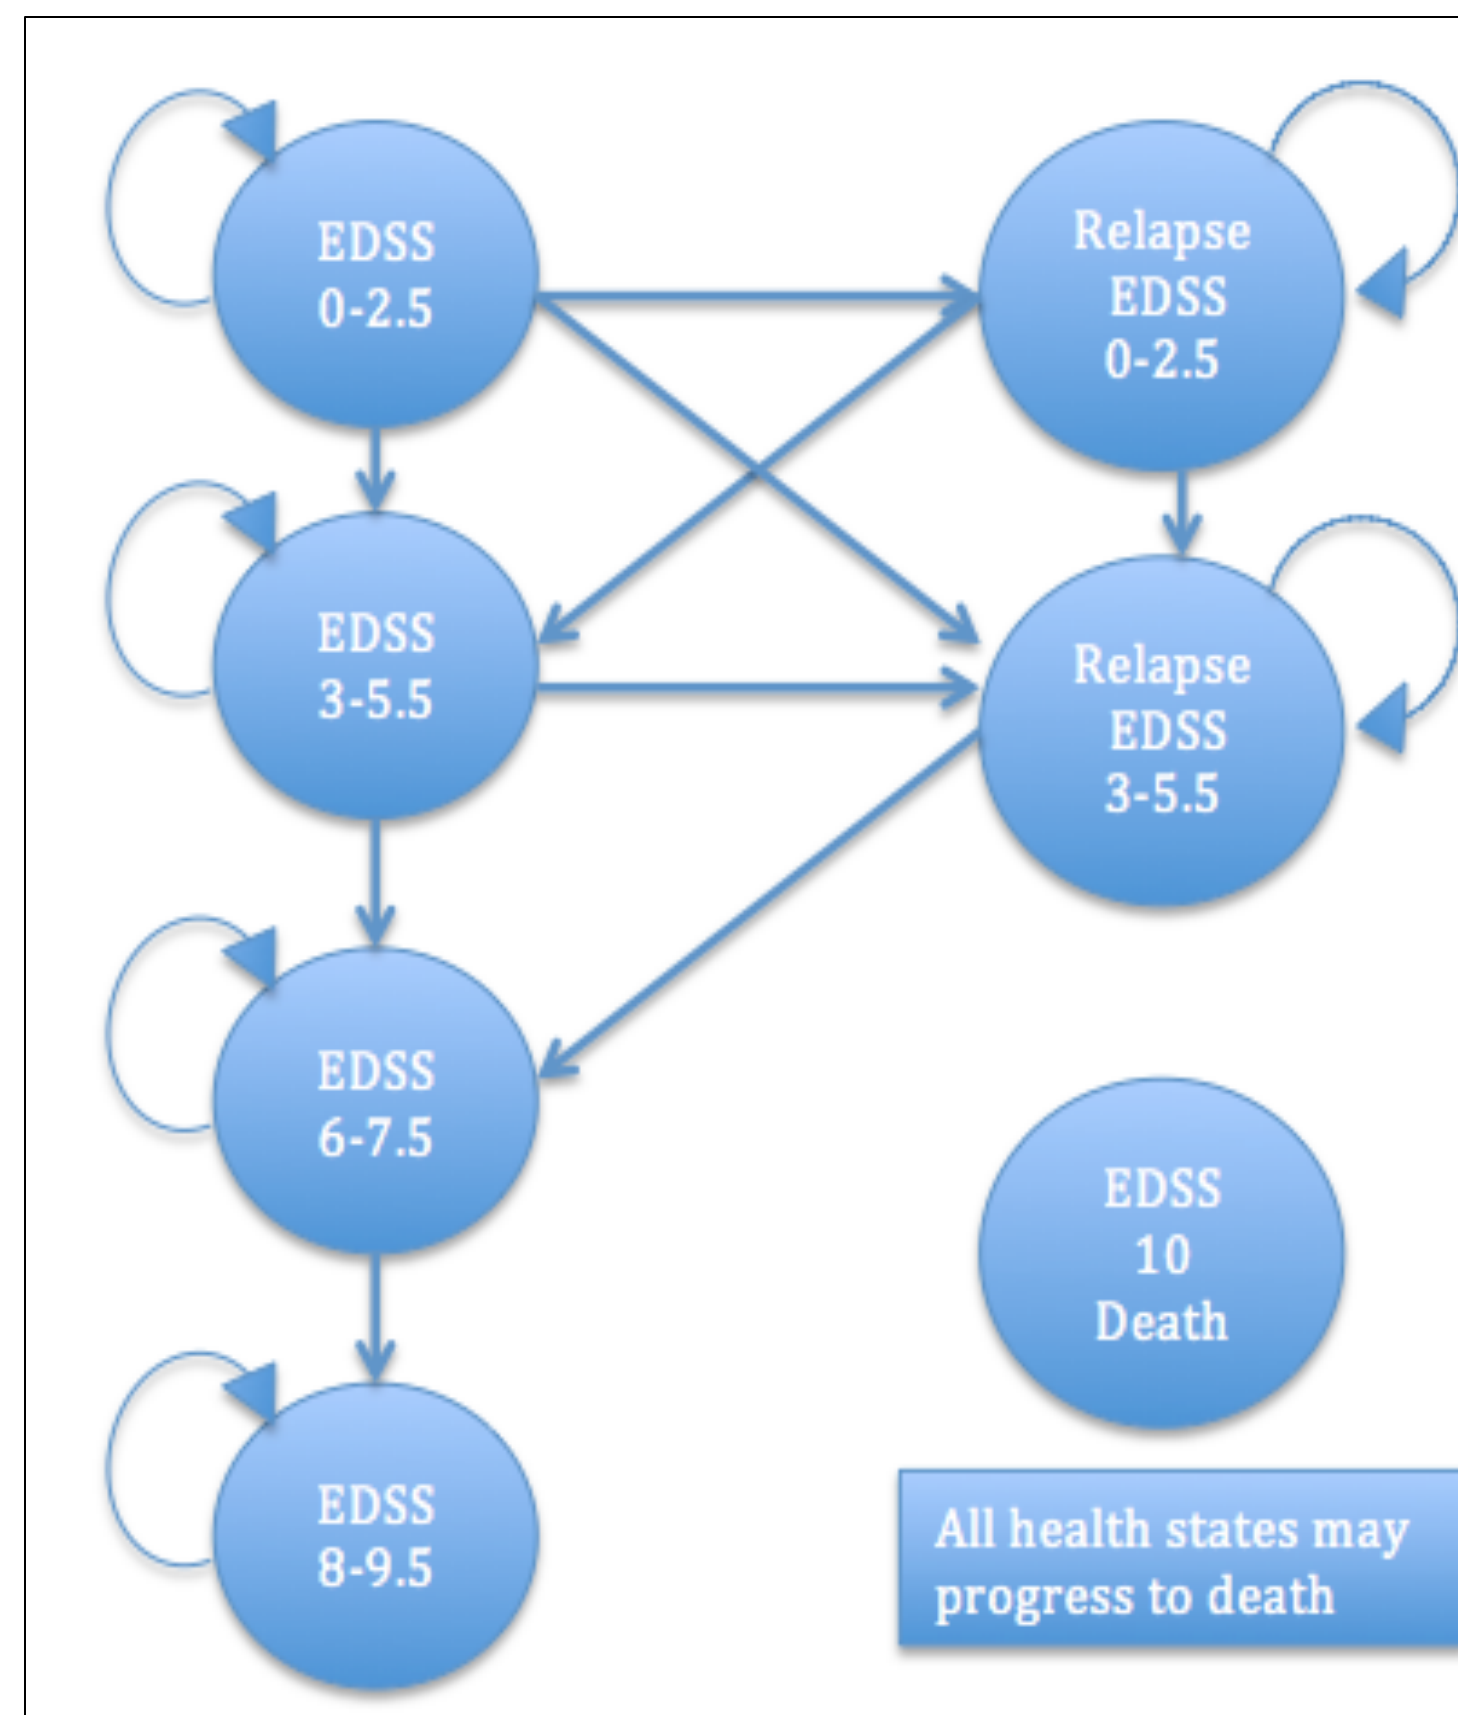 EDSS
0-2.5
Relapse
EDSS
0-2.5
EDSS
3-5.5
Relapse
EDSS
3-5.5
EDSS
6-7.5
EDSS
10
Death
EDSS
8-9.5
All health states may
progress to death